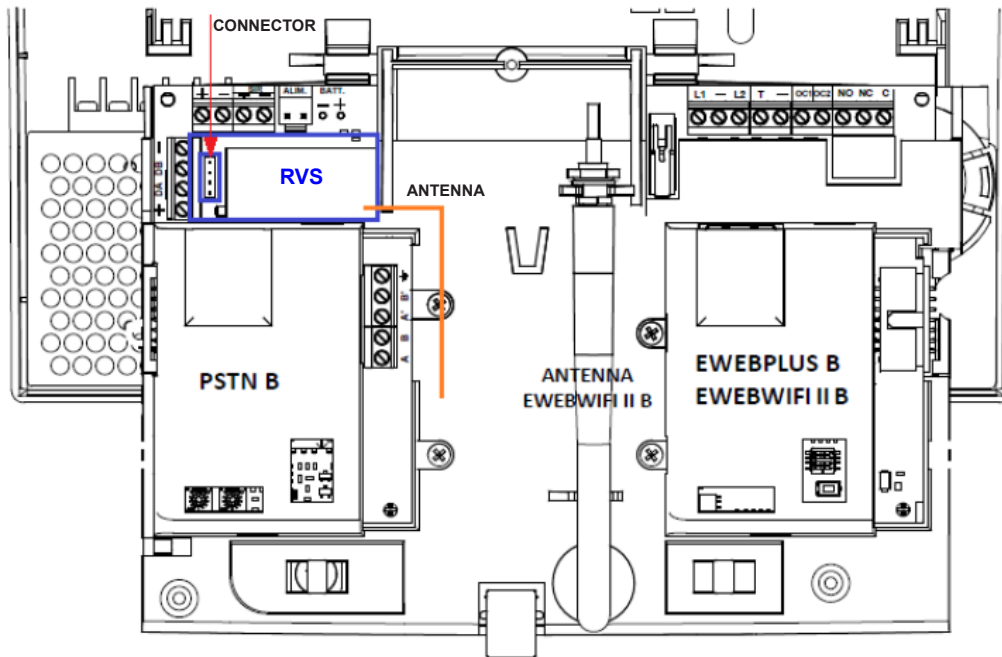 CONNECTOR
+ — SIR ALIM. BATT.
— +
L1 — L2 T — OC1 OC2 NO NC C
— DB DA +
RVS
ANTENNA
B'
A'
B
A
PSTN B
ANTENNA
EWEBWIFI II B
EWEBPLUS B
EWEBWIFI II B